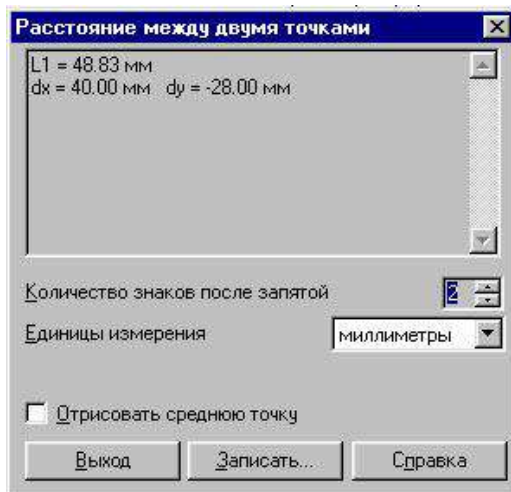 Расстояние между двумя точками
L1 = 48.83 мм
dx = 40.00 мм dy = -28.00 мм
Количество знаков после запятой 2
Единицы измерения миллиметры
Отрисовать среднюю точку
Выход Записать... Справка